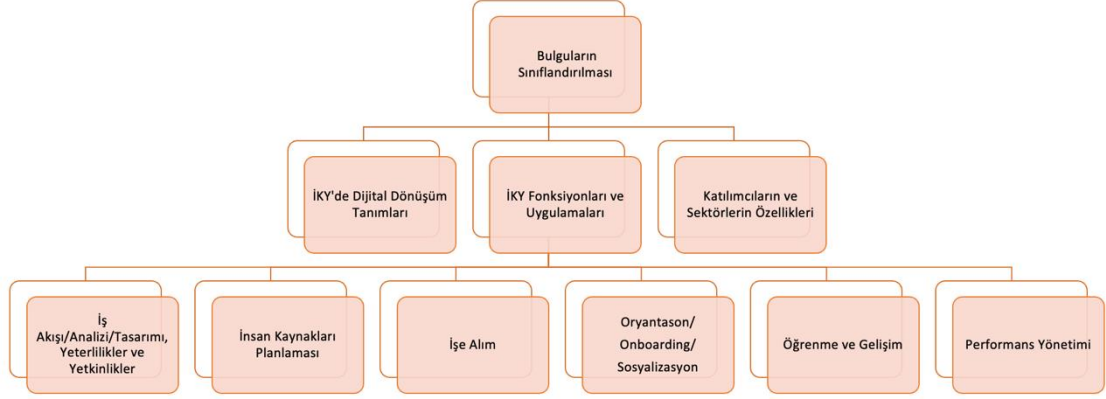 Bulguların
Sınıflandırılması
İKY'de Dijital Dönüşüm
Tanımları
İKY Fonksiyonları ve
Uygulamaları
Katılımcıların ve
Sektörlerin Özellikleri
İş
Akışı/Analizi/Tasarımı,
Yeterlilikler ve
Yetkinlikler
İnsan Kaynakları
Planlaması
İşe Alım
Oryantason/
Onboarding/
Sosyalizasyon
Öğrenme ve Gelişim
Performans Yönetimi